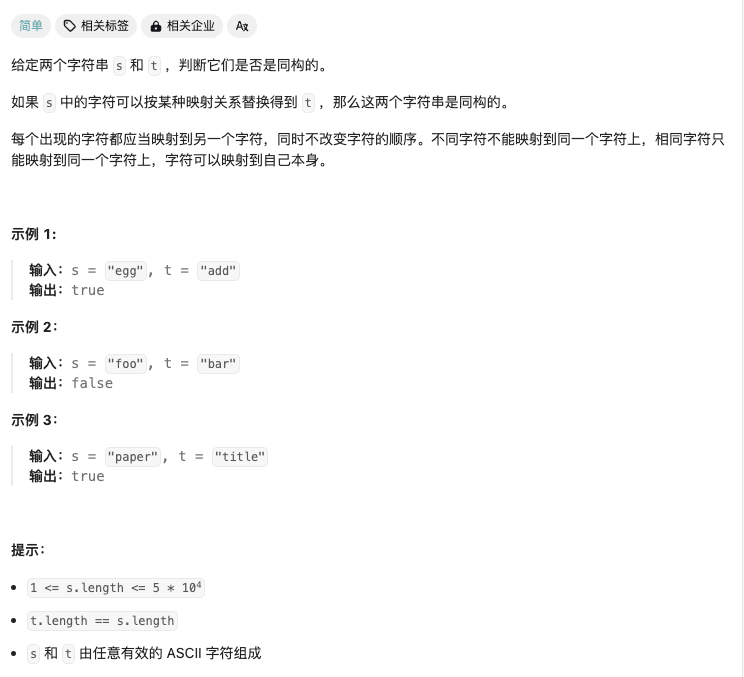 简单 相关标签 相关企业 Aズ
给定两个字符串 s 和 t ，判断它们是否是同构的。
如果 s 中的字符可以按某种映射关系替换得到 t ，那么这两个字符串是同构的。
每个出现的字符都应当映射到另一个字符，同时不改变字符的顺序。不同字符不能映射到同一个字符上，相同字符只
能映射到同一个字符上，字符可以映射到自己本身。
示例 1:
输入：s = "egg", t = "add"
输出：true
示例 2：
输入：s = "foo", t = "bar"
输出：false
示例 3：
输入：s = "paper", t = "title"
输出：true
提示：
• 1 <= s.length <= 5 * 10⁴
• t.length == s.length
• s 和 t 由任意有效的 ASCII 字符组成